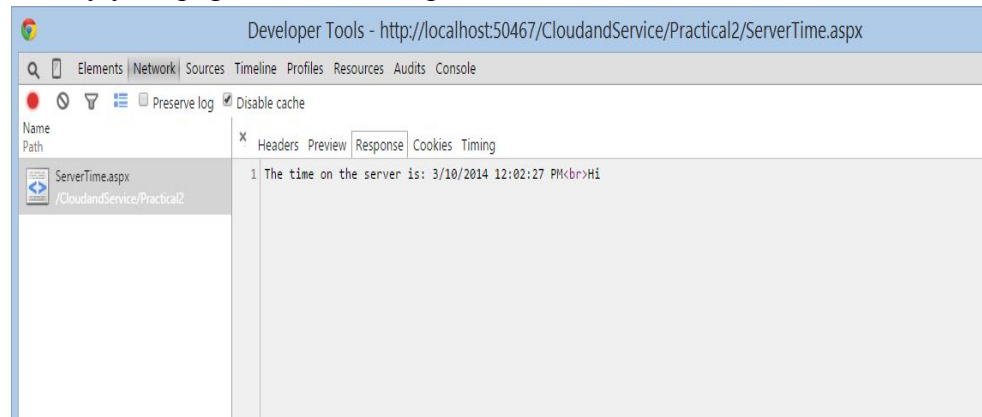 Developer Tools - http://localhost:50467/CloudandService/Practical2/ServerTime.aspx
Elements Network Sources Timeline Profiles Resources Audits Console
Preserve log Disable cache
Name
Path
× Headers Preview Response Cookies Timing
ServerTime.aspx
/CloudandService/Practical2
1 The time on the server is: 3/10/2014 12:02:27 PM<br>Hi